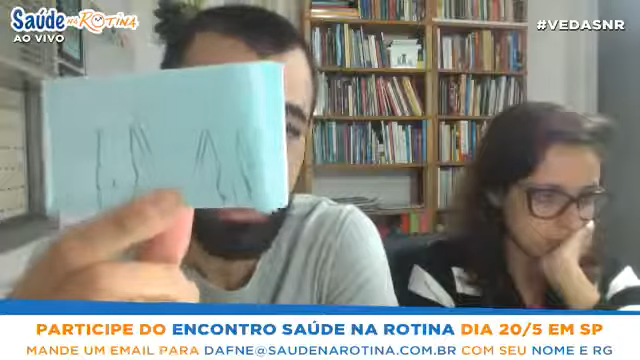 Saúde NA ROTINA
AO VIVO
#VEDASNR
PARTICIPE DO ENCONTRO SAÚDE NA ROTINA DIA 20/5 EM SP
MANDE UM EMAIL PARA DAFNE@SAUDENAROTINA.COM.BR COM SEU NOME E RG